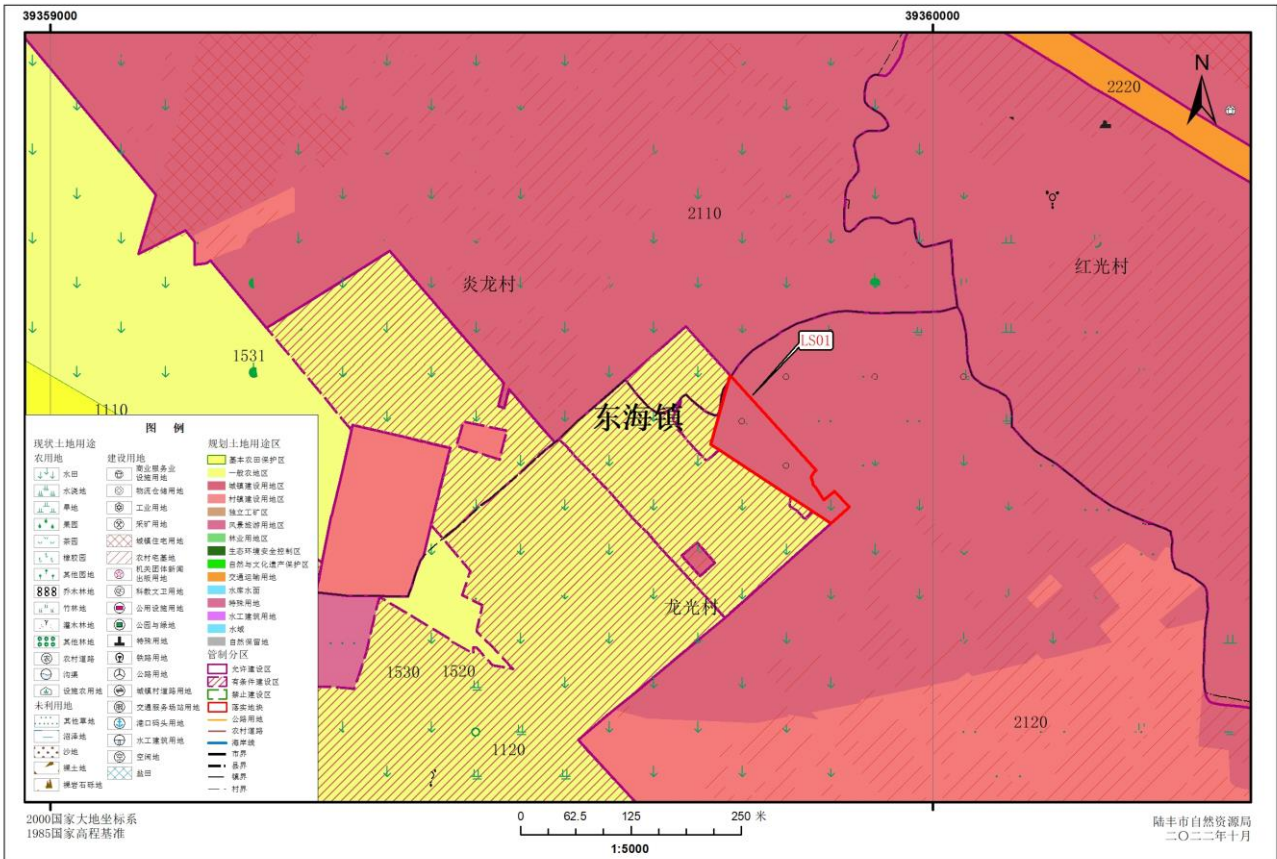 39359000
39360000
N
2220
2110
炎龙村
红光村
LS01
1531
1110
东海镇
龙光村
1530
1520
1120
2120
图 例
现状土地用途
农用地
水田
水浇地
旱地
果园
茶园
橡胶园
其他园地
乔木林地
竹林地
灌木林地
其他林地
农村道路
沟渠
设施农用地
未利用地
其他草地
沼泽地
沙地
裸土地
裸岩石砾地
建设用地
商业服务业
设施用地
物流仓储用地
工业用地
采矿用地
城镇住宅用地
农村宅基地
机关团体新闻
出版用地
科教文卫用地
公用设施用地
公园与绿地
特殊用地
铁路用地
公路用地
城镇村道路用地
交通服务场站用地
港口码头用地
水工建筑用地
空闲地
盐田
规划土地用途区
基本农田保护区
一般农地区
城镇建设用地区
村镇建设用地区
独立工矿区
风景旅游用地区
林业用地区
生态环境安全控制区
自然与文化遗产保护区
交通运输用地
水库水面
特殊用地
水工建筑用地
水域
自然保留地
管制分区
允许建设区
有条件建设区
禁止建设区
落实地块
公路用地
农村道路
海岸线
市界
县界
镇界
村界
2000国家大地坐标系
1985国家高程基准
0 62.5 125 250 米
1:5000
陆丰市自然资源局
二〇二二年十月